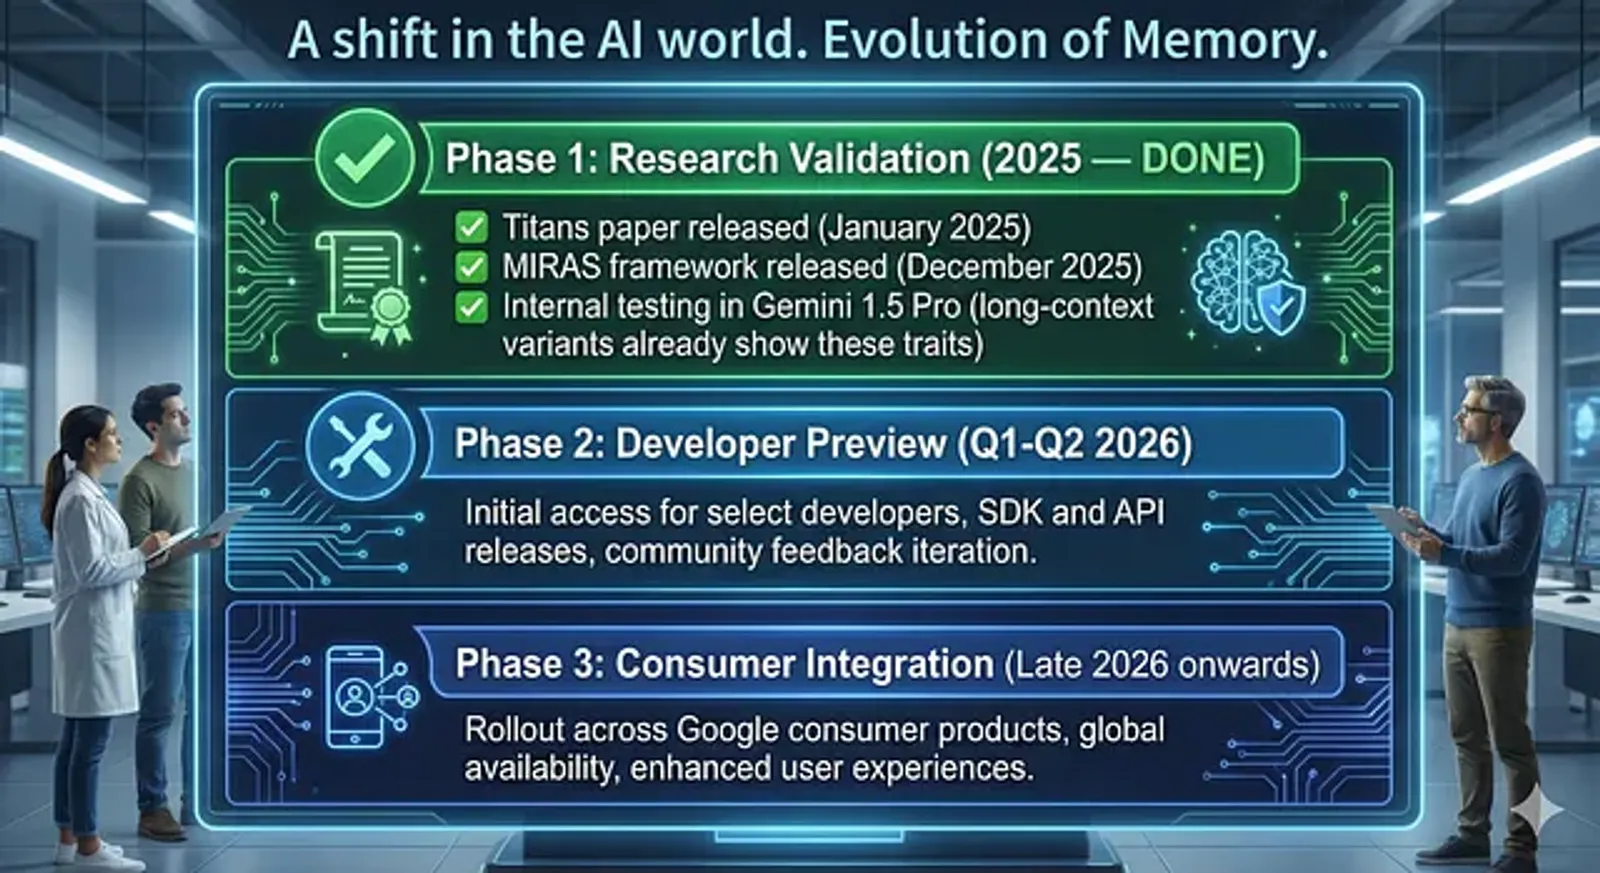 A shift in the AI world. Evolution of Memory.
Phase 1: Research Validation (2025 — DONE)
Titans paper released (January 2025)
MIRAS framework released (December 2025)
Internal testing in Gemini 1.5 Pro (long-context
variants already show these traits)
Phase 2: Developer Preview (Q1-Q2 2026)
Initial access for select developers, SDK and API
releases, community feedback iteration.
Phase 3: Consumer Integration (Late 2026 onwards)
Rollout across Google consumer products, global
availability, enhanced user experiences.